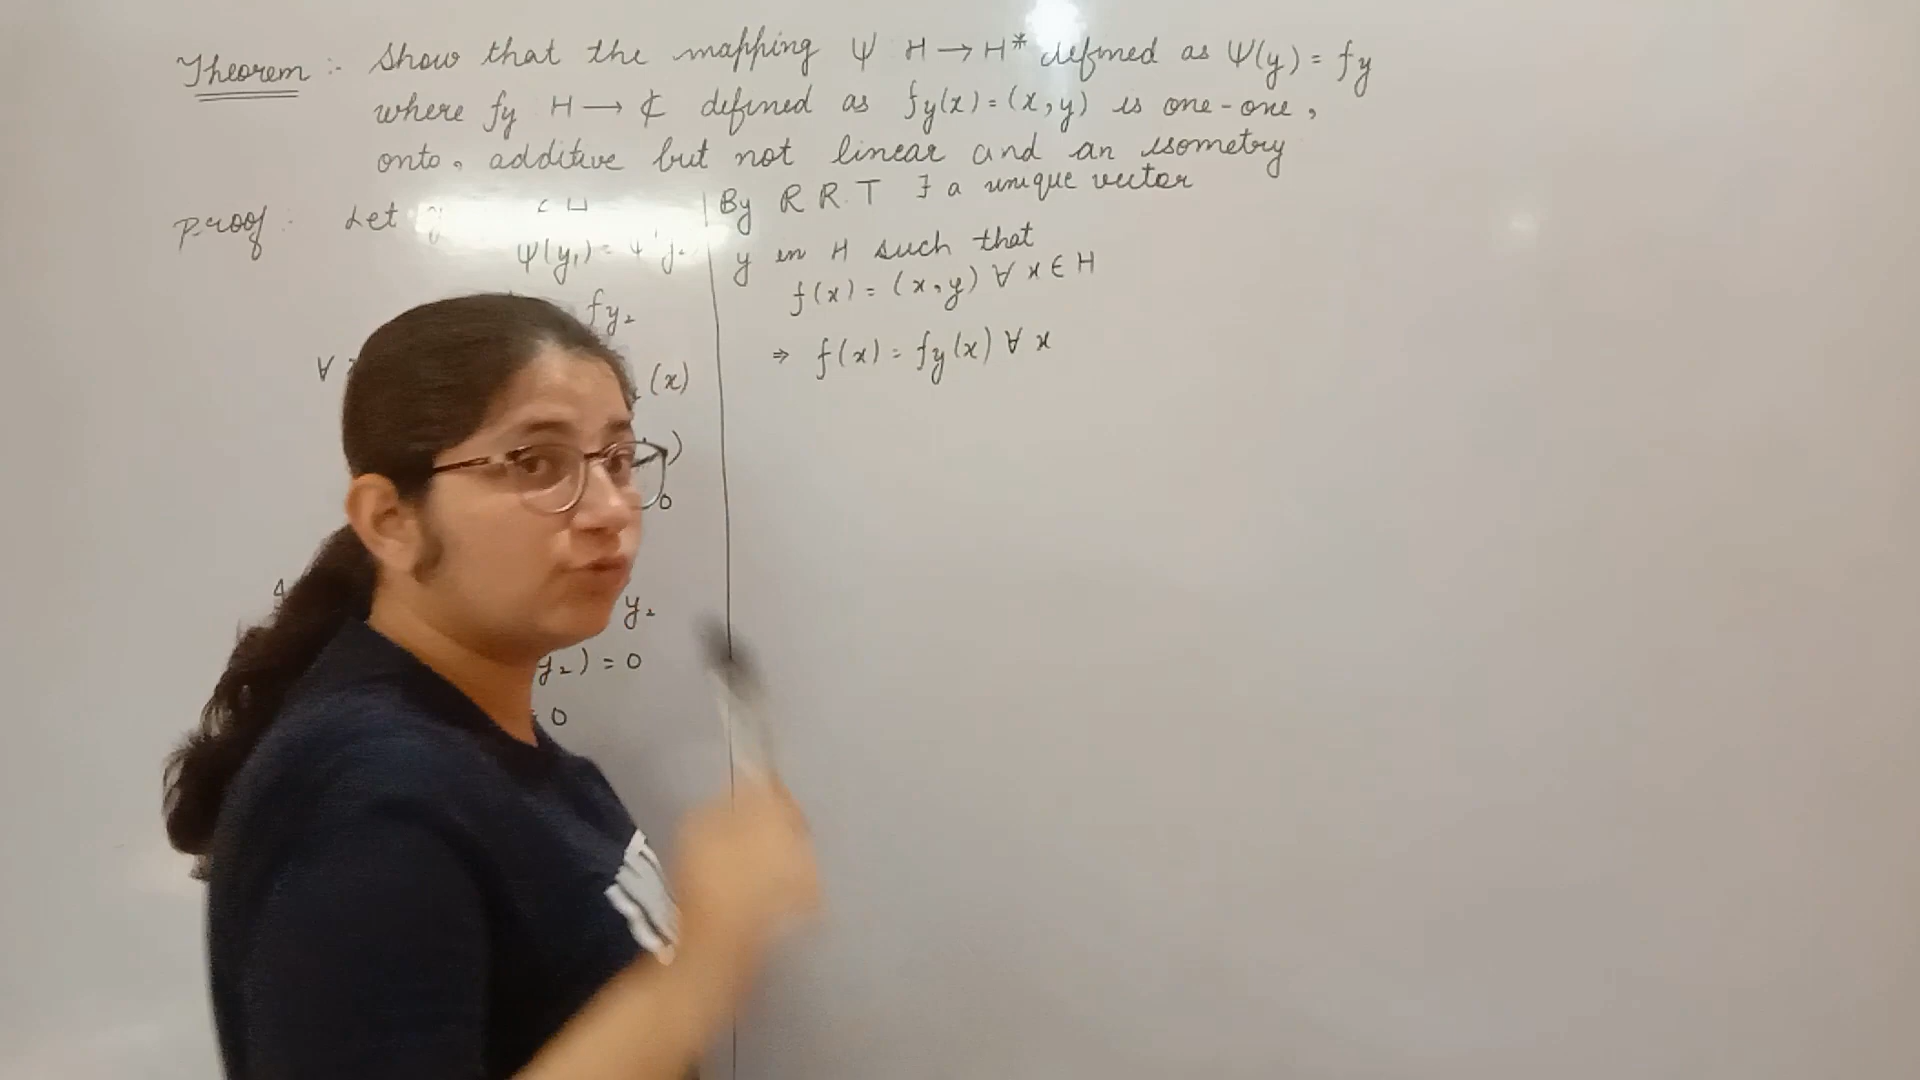 Theorem :- Show that the mapping Ψ H → H* defined as Ψ(y) = fy
where fy H → ₵ defined as fy(x) = (x, y) is one-one,
onto, additive but not linear and an isometry
Proof : Let
Ψ(y₁) =
fy₂
∀
(x)
)
0
y₂
y₂) = 0
= 0
By R.R.T ∃ a unique vector
y in H such that
f(x) = (x, y) ∀ x ∈ H
⇒ f(x) = fy(x) ∀ x